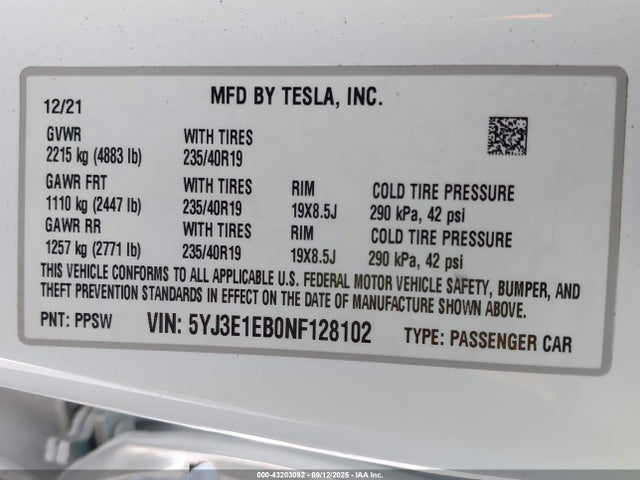 12/21
MFD BY TESLA, INC.
GVWR WITH TIRES
2215 kg (4883 lb) 235/40R19
GAWR FRT WITH TIRES RIM COLD TIRE PRESSURE
1110 kg (2447 lb) 235/40R19 19X8.5J 290 kPa, 42 psi
GAWR RR WITH TIRES RIM COLD TIRE PRESSURE
1257 kg (2771 lb) 235/40R19 19X8.5J 290 kPa, 42 psi
THIS VEHICLE CONFORMS TO ALL APPLICABLE U.S. FEDERAL MOTOR VEHICLE SAFETY, BUMPER, AND
THEFT PREVENTION STANDARDS IN EFFECT ON THE DATE OF MANUFACTURE SHOWN ABOVE.
PNT: PPSW VIN: 5YJ3E1EB0NF128102 TYPE: PASSENGER CAR
000-43203092 - 09/12/2025 - IAA Inc.